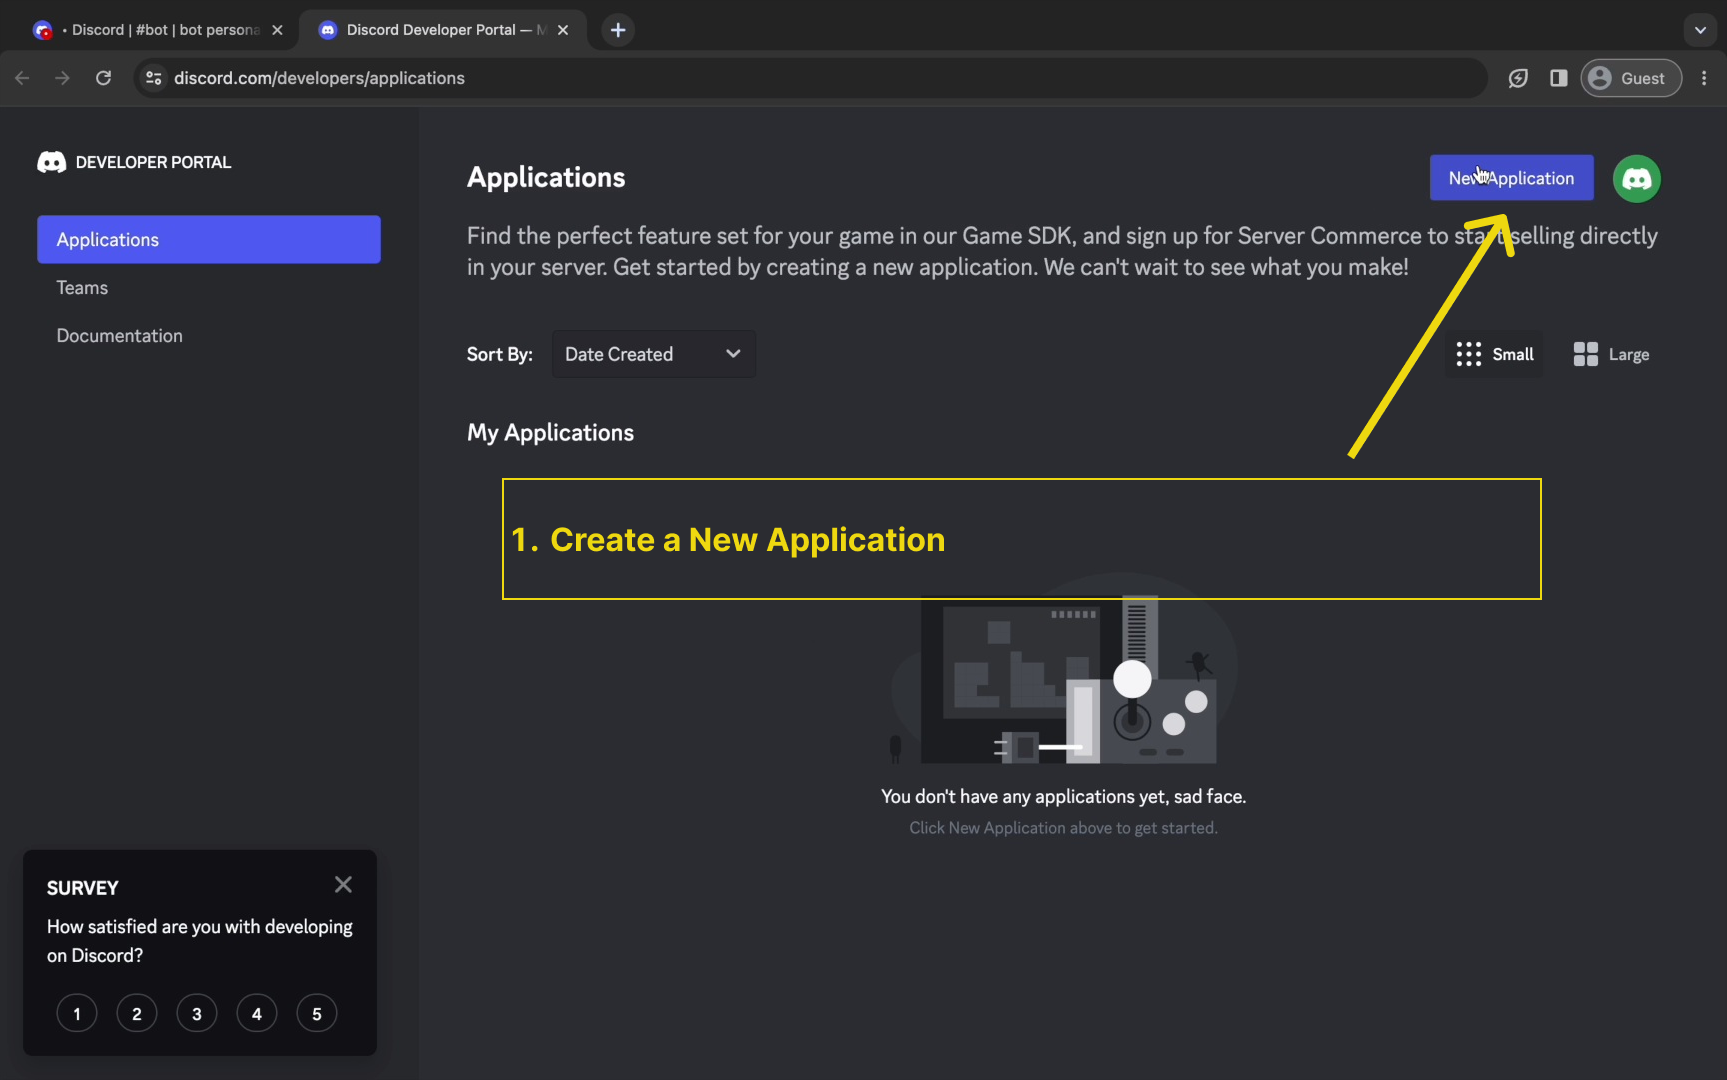 • Discord | #bot | bot persona
Discord Developer Portal — M
discord.com/developers/applications
Guest
DEVELOPER PORTAL
Applications
Teams
Documentation
Applications
New Application
Find the perfect feature set for your game in our Game SDK, and sign up for Server Commerce to start selling directly
in your server. Get started by creating a new application. We can't wait to see what you make!
Sort By:
Date Created
Small
Large
My Applications
1. Create a New Application
You don't have any applications yet, sad face.
Click New Application above to get started.
SURVEY
How satisfied are you with developing
on Discord?
1 2 3 4 5